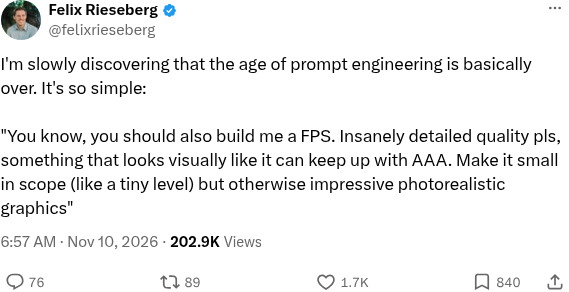 Felix Rieseberg
@felixrieseberg
I'm slowly discovering that the age of prompt engineering is basically
over. It's so simple:
"You know, you should also build me a FPS. Insanely detailed quality pls,
something that looks visually like it can keep up with AAA. Make it small
in scope (like a tiny level) but otherwise impressive photorealistic
graphics"
6:57 AM · Nov 10, 2026 · 202.9K Views
76 89 1.7K 840